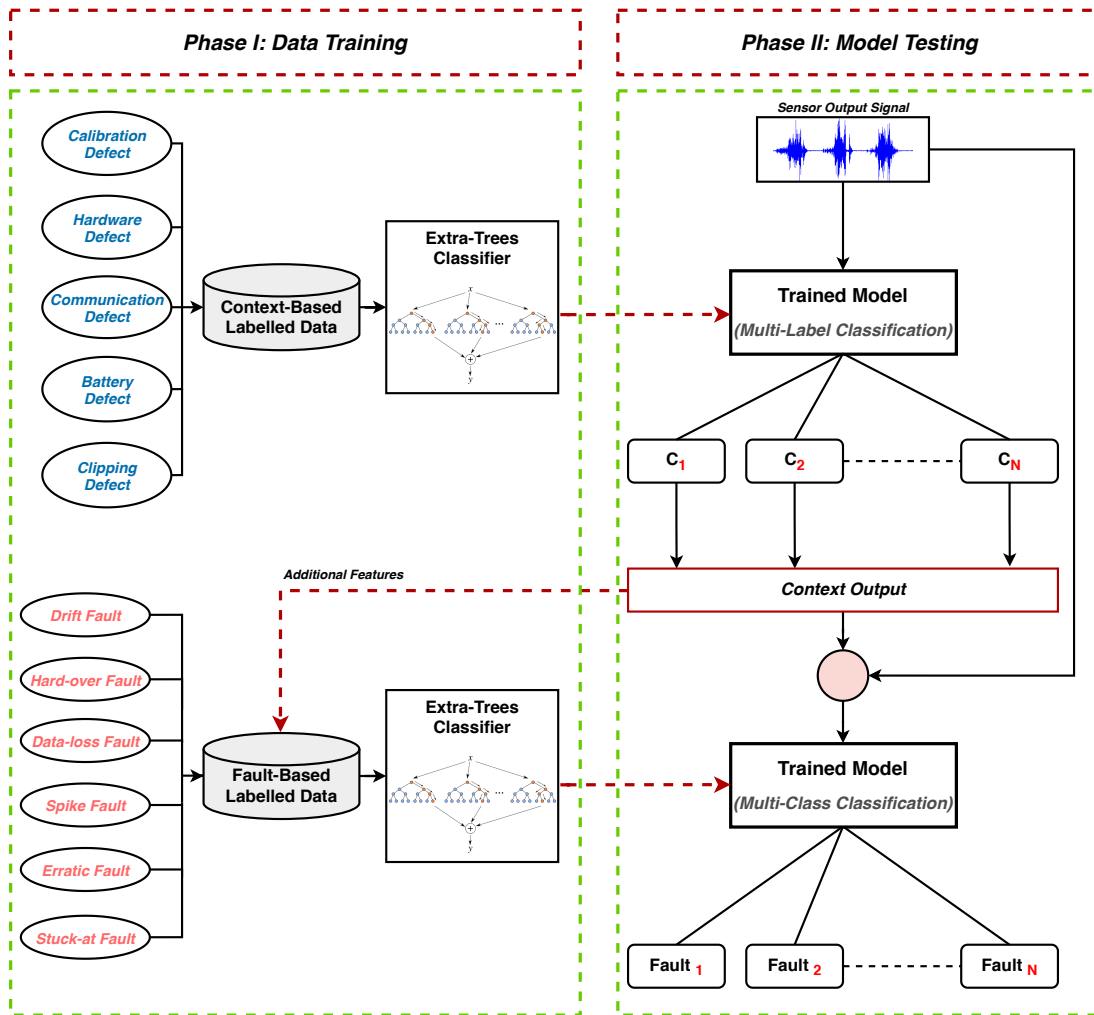 Phase I: Data Training
Phase II: Model Testing
Calibration
Defect
Hardware
Defect
Communication
Defect
Battery
Defect
Clipping
Defect
Context-Based
Labelled Data
Extra-Trees
Classifier
x
...
+
y
Sensor Output Signal
Trained Model
(Multi-Label Classification)
C1
C2
CN
Context Output
Additional Features
Drift Fault
Hard-over Fault
Data-loss Fault
Spike Fault
Erratic Fault
Stuck-at Fault
Fault-Based
Labelled Data
Extra-Trees
Classifier
x
...
+
y
Trained Model
(Multi-Class Classification)
Fault 1
Fault 2
Fault N